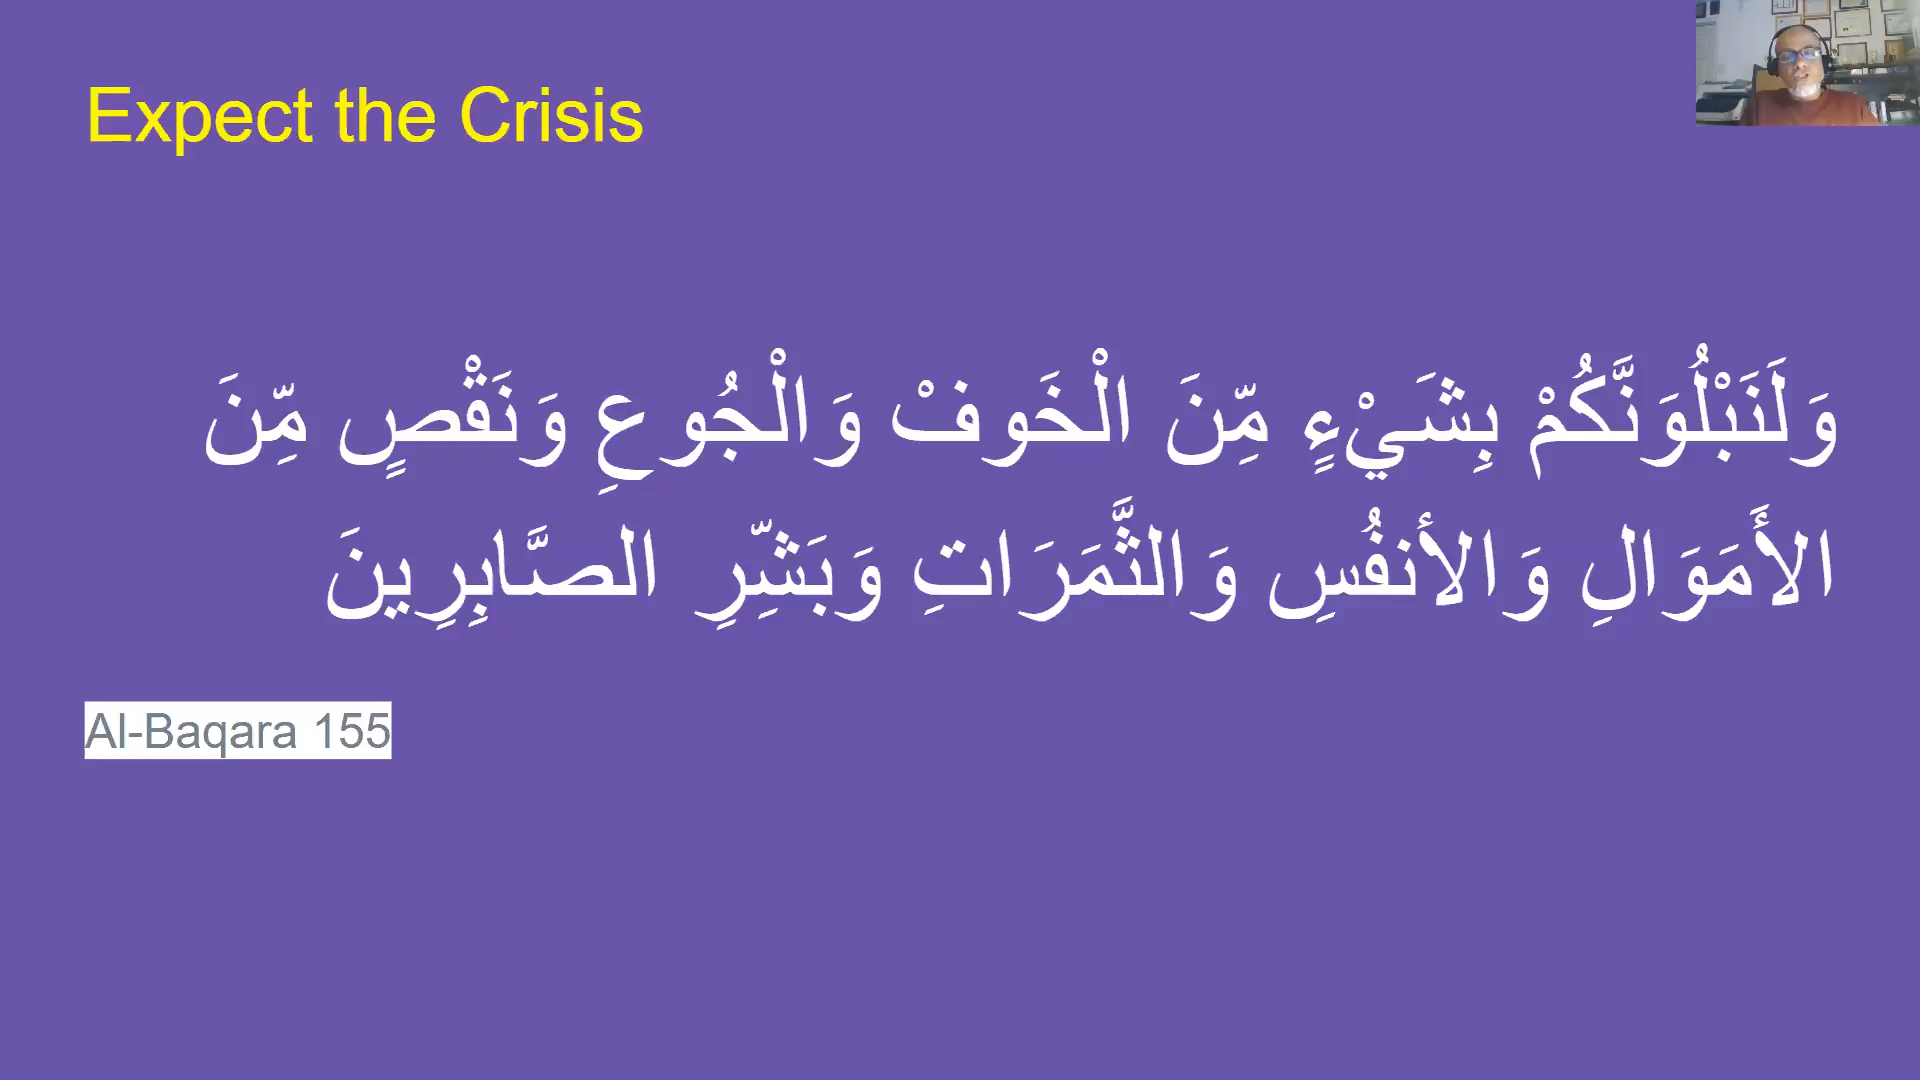 Expect the Crisis
وَلَنَبْلُوَنَّكُمْ بِشَيْءٍ مِّنَ الْخَوفْ وَالْجُوعِ وَنَقْصٍ مِّنَ
الأَمَوَالِ وَالأنفُسِ وَالثَّمَرَاتِ وَبَشِّرِ الصَّابِرِينَ
Al-Baqara 155